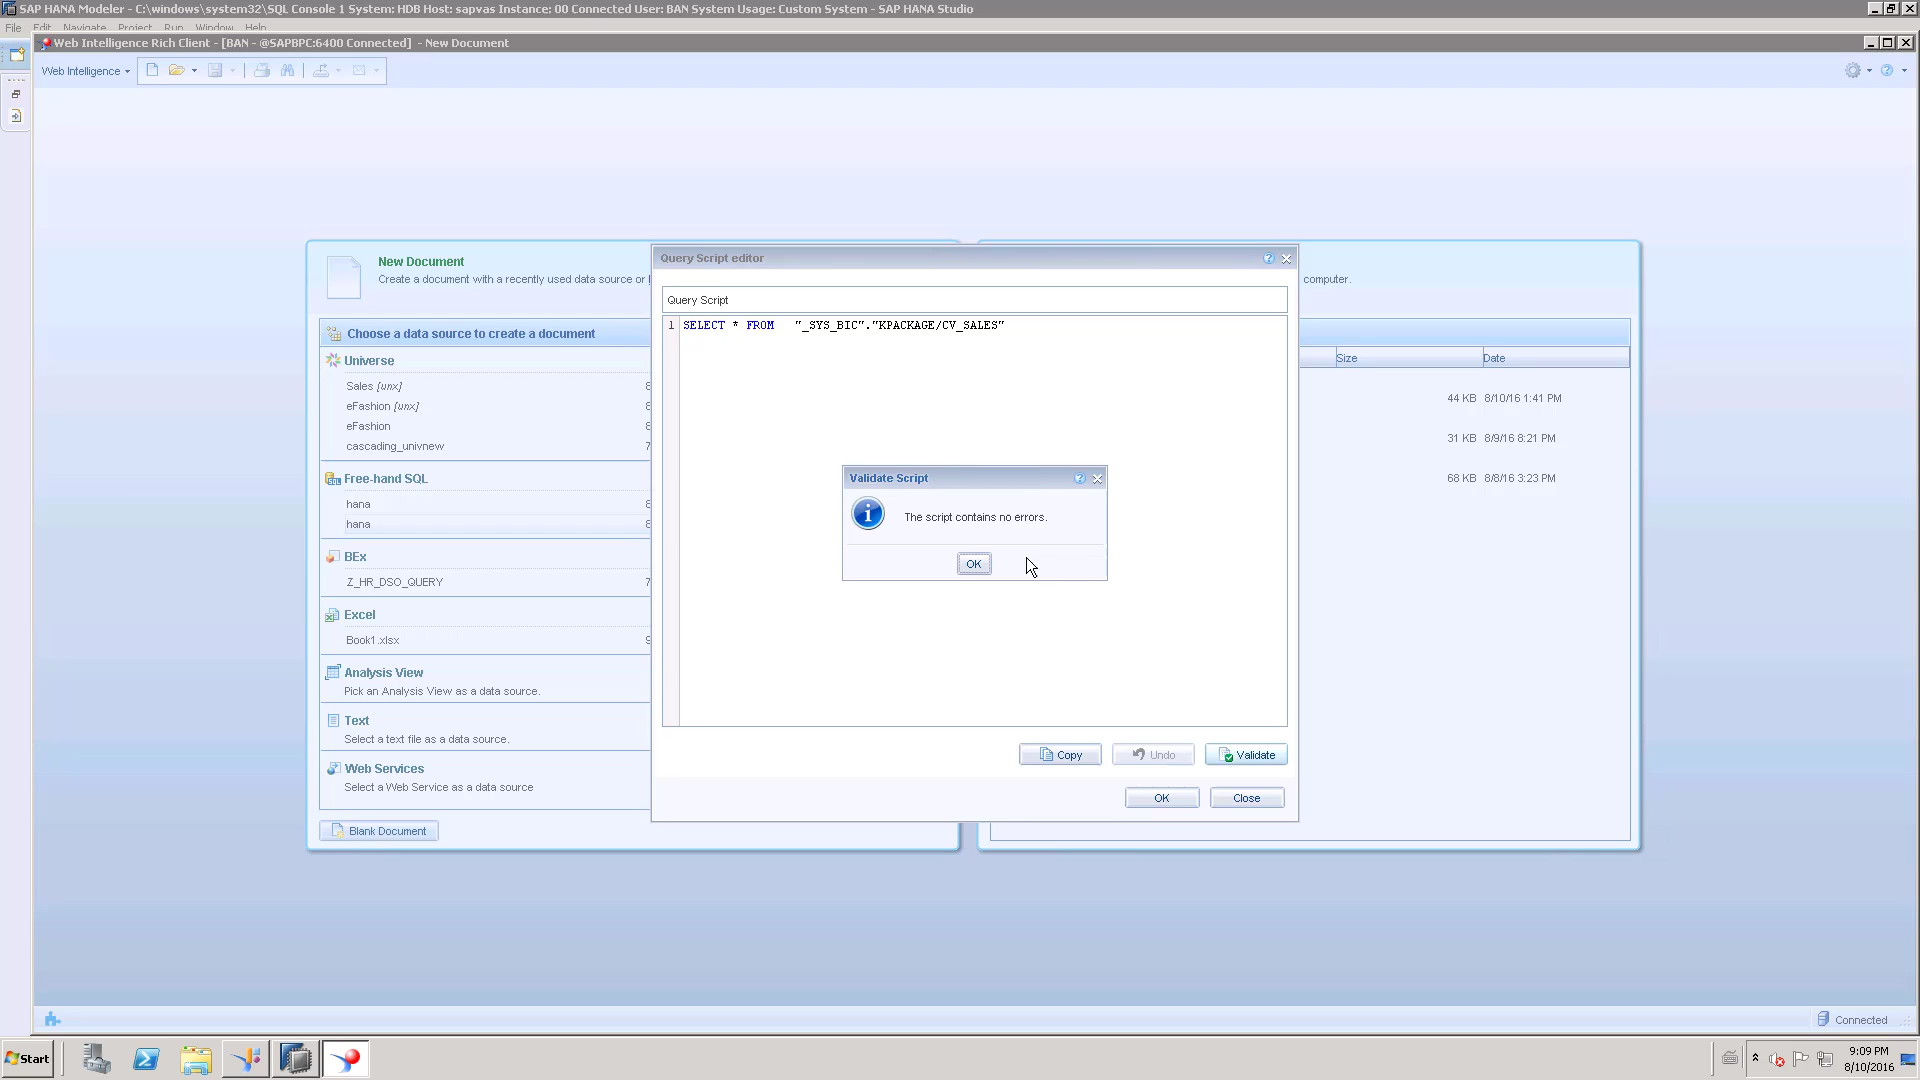 SAP HANA Modeler - C:\windows\system32\SQL Console 1 System: HDB Host: sapvas Instance: 00 Connected User: BAN System Usage: Custom System - SAP HANA Studio
File Edit Navigate Project Run Window Help
Web Intelligence Rich Client - [BAN - @SAPBPC:6400 Connected] - New Document
Web Intelligence
New Document
Create a document with a recently used data source or
computer.
Choose a data source to create a document
Universe
Sales [unx]
eFashion [unx]
eFashion
cascading_univnew
Free-hand SQL
hana
hana
BEx
Z_HR_DSO_QUERY
Excel
Book1.xlsx
Analysis View
Pick an Analysis View as a data source.
Text
Select a text file as a data source.
Web Services
Select a Web Service as a data source
Blank Document
Query Script editor
Query Script
1 SELECT * FROM "_SYS_BIC"."KPACKAGE/CV_SALES"
Validate Script
The script contains no errors.
OK
Copy Undo Validate
OK Close
Size Date
44 KB 8/10/16 1:41 PM
31 KB 8/9/16 8:21 PM
68 KB 8/8/16 3:23 PM
Connected
Start
9:09 PM
8/10/2016